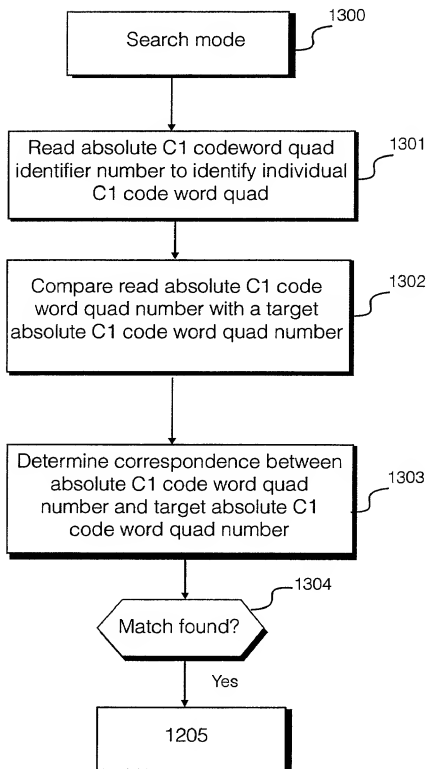 Search mode
1300
Read absolute C1 codeword quad
identifier number to identify individual
C1 code word quad
1301
Compare read absolute C1 code
word quad number with a target
absolute C1 code word quad number
1302
Determine correspondence between
absolute C1 code word quad
number and target absolute C1
code word quad number
1303
1304
Match found?
Yes
1205